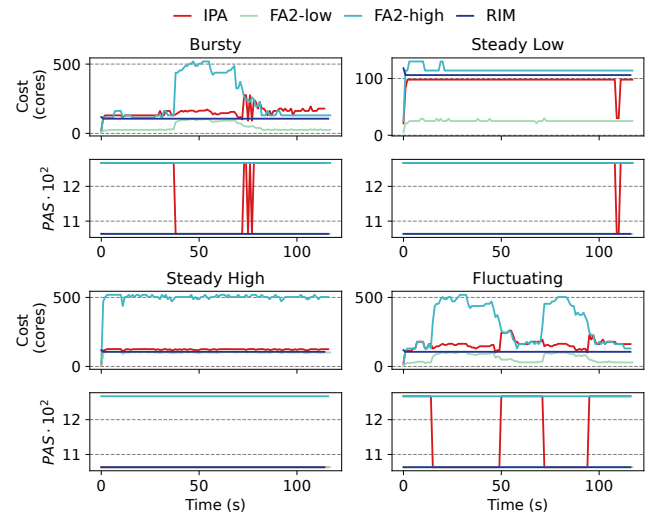 IPA FA2-low FA2-high RIM
Bursty
Steady Low
Cost
(cores)
500
0
100
0
PAS · 10²
12
11
0 50 100
12
11
0 50 100
Steady High
Fluctuating
Cost
(cores)
500
0
500
0
PAS · 10²
12
11
0 50 100
Time (s)
12
11
0 50 100
Time (s)